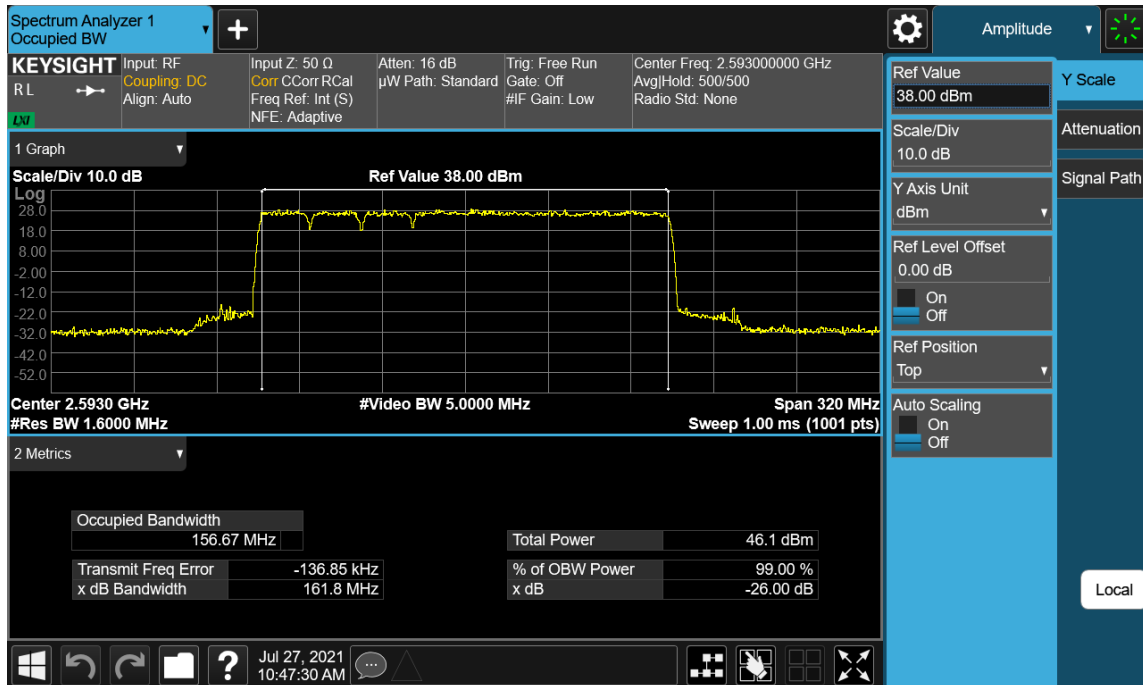 Spectrum Analyzer 1
Occupied BW
Amplitude
KEYSIGHT
R L
LXI
Input: RF
Coupling: DC
Align: Auto
Input Z: 50 Ω
Corr CCorr RCal
Freq Ref: Int (S)
NFE: Adaptive
Atten: 16 dB
µW Path: Standard
Trig: Free Run
Gate: Off
#IF Gain: Low
Center Freq: 2.593000000 GHz
Avg|Hold: 500/500
Radio Std: None
1 Graph
Scale/Div 10.0 dB
Ref Value 38.00 dBm
Log
28.0
18.0
8.00
-2.00
-12.0
-22.0
-32.0
-42.0
-52.0
Center 2.5930 GHz
#Video BW 5.0000 MHz
Span 320 MHz
#Res BW 1.6000 MHz
Sweep 1.00 ms (1001 pts)
2 Metrics
Occupied Bandwidth
156.67 MHz
Transmit Freq Error -136.85 kHz
x dB Bandwidth 161.8 MHz
Total Power 46.1 dBm
% of OBW Power 99.00 %
x dB -26.00 dB
Ref Value
38.00 dBm
Scale/Div
10.0 dB
Y Axis Unit
dBm
Ref Level Offset
0.00 dB
On
Off
Ref Position
Top
Auto Scaling
On
Off
Y Scale
Attenuation
Signal Path
Local
?
Jul 27, 2021
10:47:30 AM